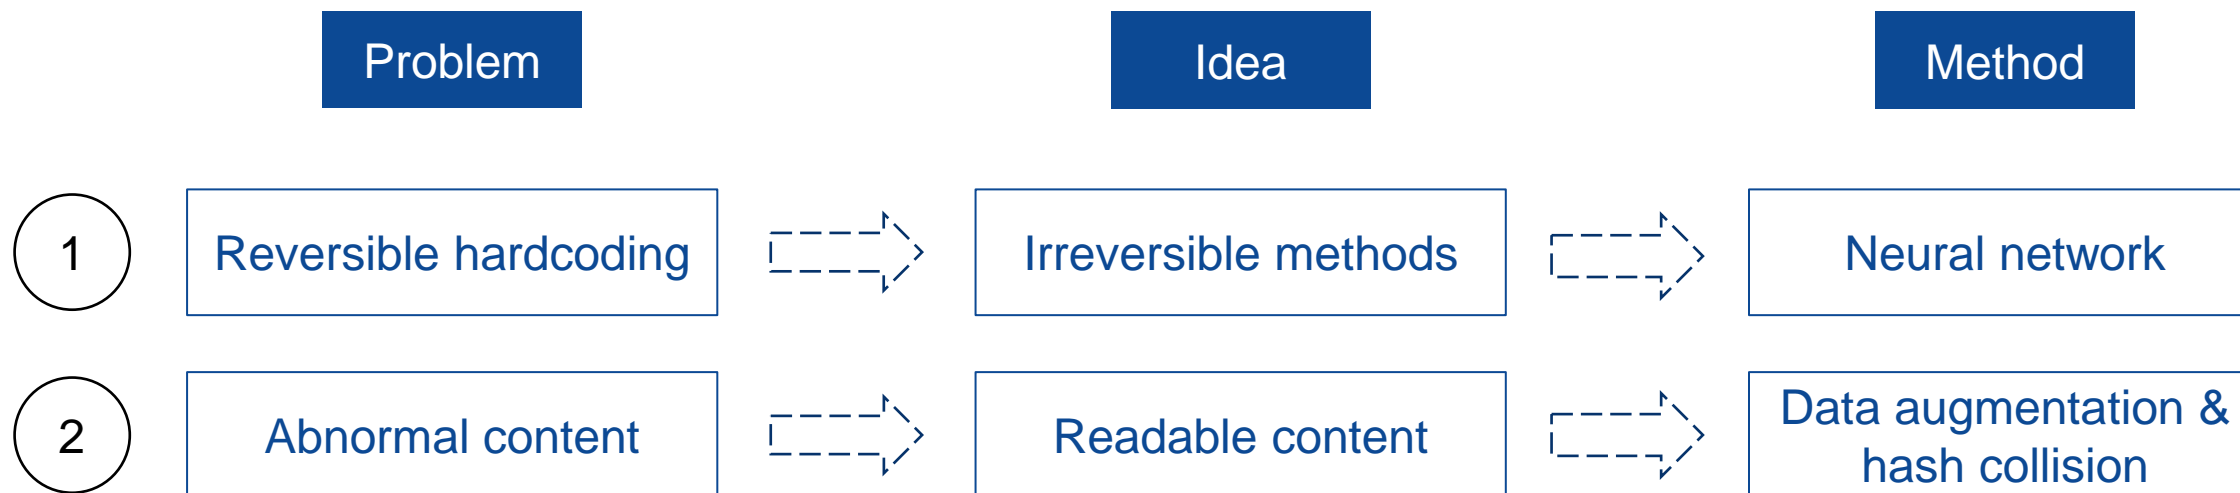 Problem
Idea
Method
1
Reversible hardcoding
Irreversible methods
Neural network
2
Abnormal content
Readable content
Data augmentation &
hash collision